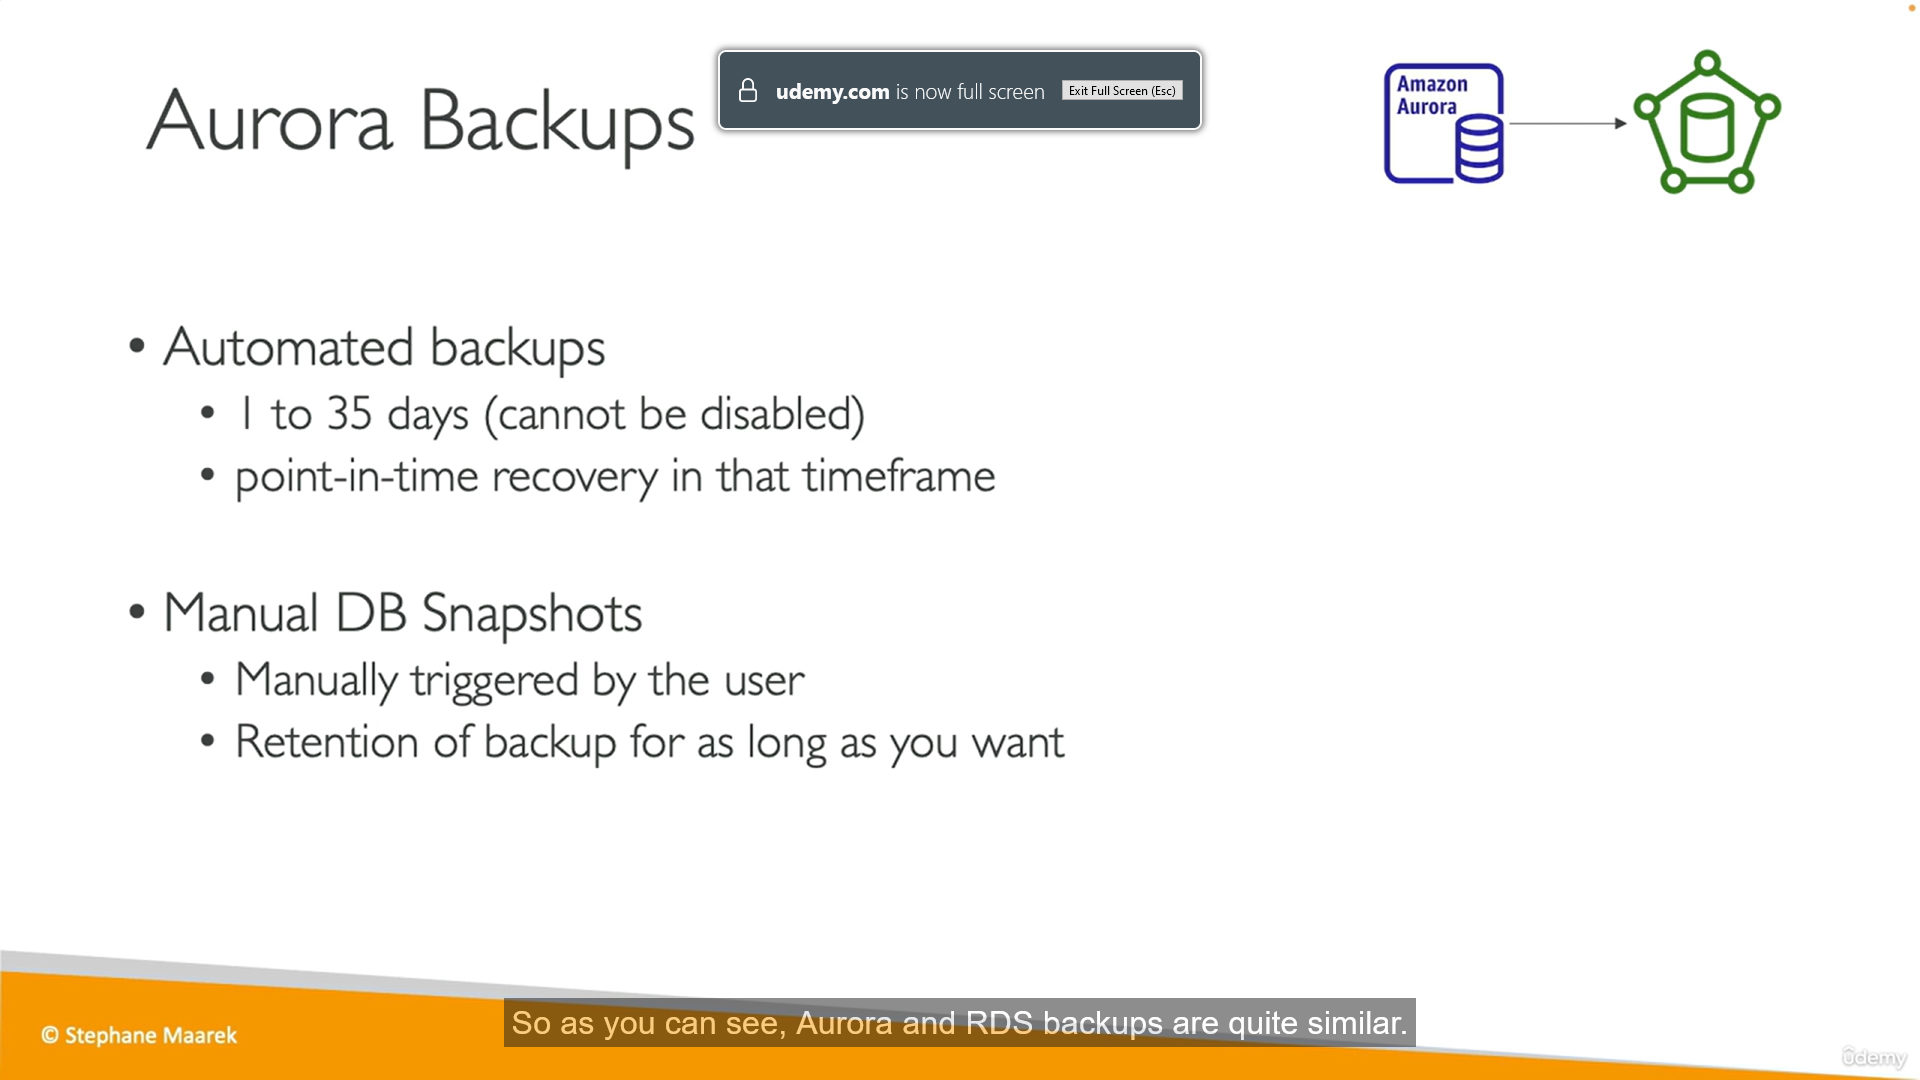 Aurora Backups
udemy.com is now full screen
Exit Full Screen (Esc)
Amazon
Aurora
• Automated backups
• 1 to 35 days (cannot be disabled)
• point-in-time recovery in that timeframe
• Manual DB Snapshots
• Manually triggered by the user
• Retention of backup for as long as you want
So as you can see, Aurora and RDS backups are quite similar.
© Stephane Maarek
ûdemy